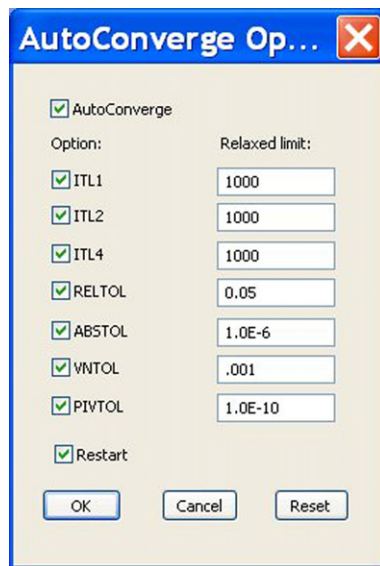 AutoConverge Op...
AutoConverge
Option: Relaxed limit:
ITL1 1000
ITL2 1000
ITL4 1000
RELTOL 0.05
ABSTOL 1.0E-6
VNTOL .001
PIVTOL 1.0E-10
Restart
OK Cancel Reset